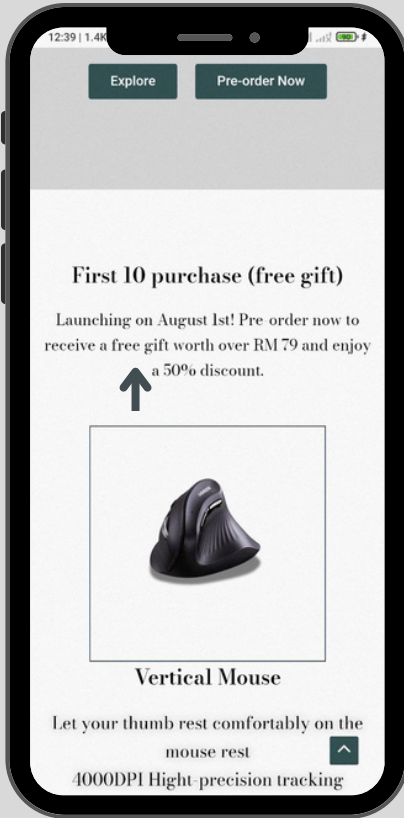 12:39 | 1.4K
90
Explore
Pre-order Now
First 10 purchase (free gift)
Launching on August 1st! Pre-order now to
receive a free gift worth over RM 79 and enjoy
a 50% discount.
Vertical Mouse
Let your thumb rest comfortably on the
mouse rest
4000DPI Hight-precision tracking